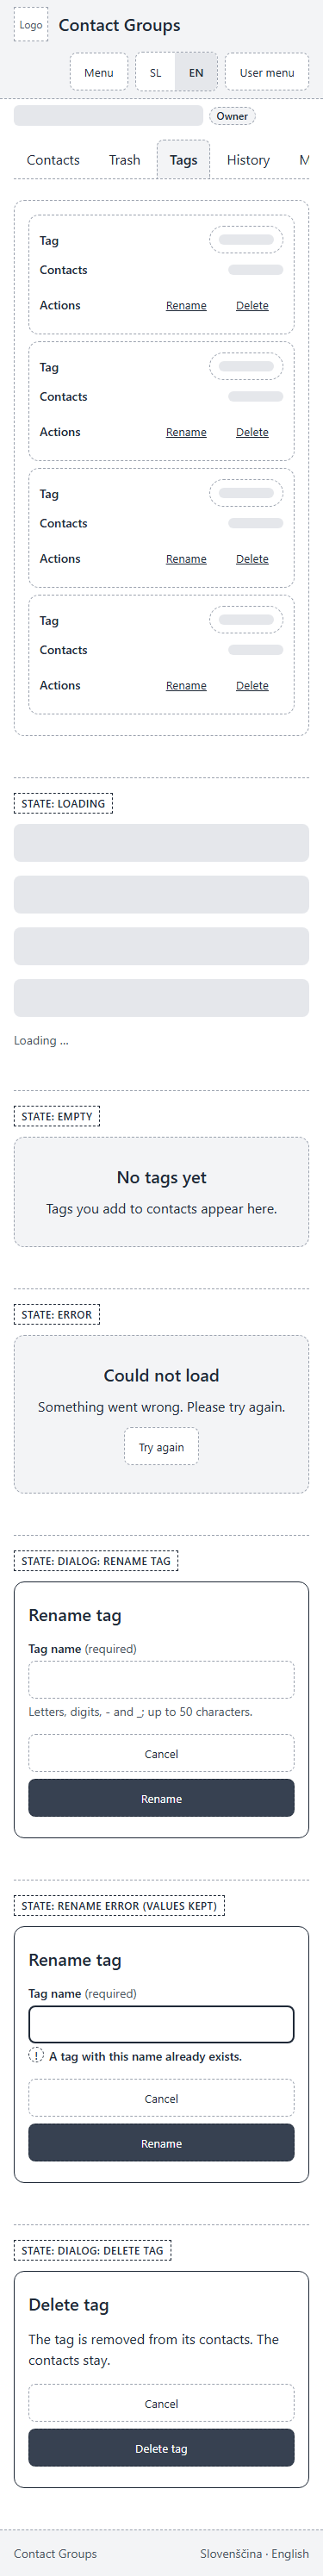 Logo Contact Groups
Menu SL EN User menu
Owner
Contacts Trash Tags History M
Tag
Contacts
Actions Rename Delete
Tag
Contacts
Actions Rename Delete
Tag
Contacts
Actions Rename Delete
Tag
Contacts
Actions Rename Delete
STATE: LOADING
Loading ...
STATE: EMPTY
No tags yet
Tags you add to contacts appear here.
STATE: ERROR
Could not load
Something went wrong. Please try again.
Try again
STATE: DIALOG: RENAME TAG
Rename tag
Tag name (required)
Letters, digits, - and _; up to 50 characters.
Cancel
Rename
STATE: RENAME ERROR (VALUES KEPT)
Rename tag
Tag name (required)
! A tag with this name already exists.
Cancel
Rename
STATE: DIALOG: DELETE TAG
Delete tag
The tag is removed from its contacts. The
contacts stay.
Cancel
Delete tag
Contact Groups Slovenščina · English